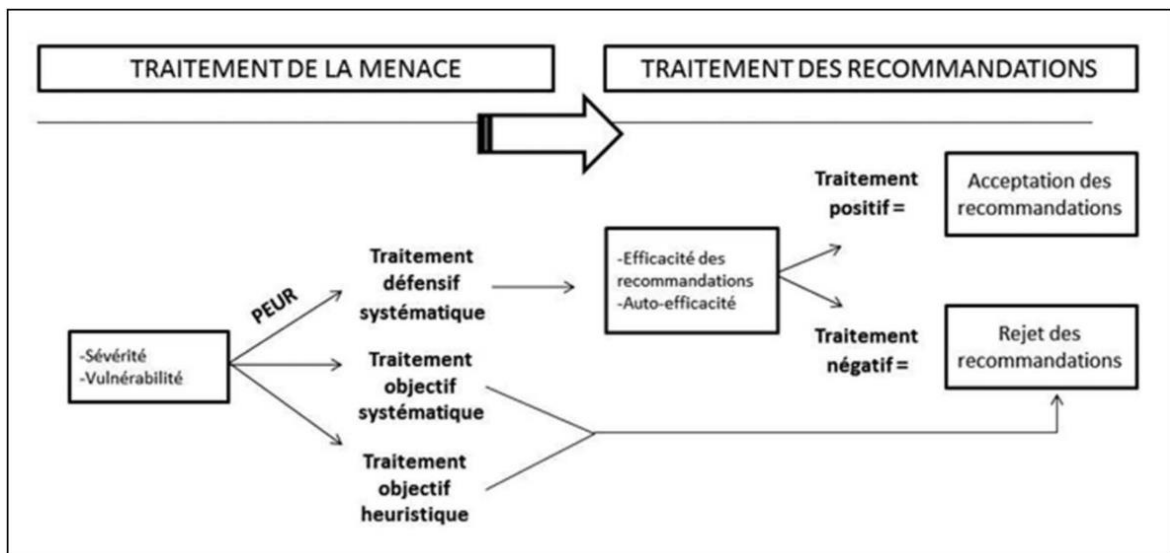 TRAITEMENT DE LA MENACE
TRAITEMENT DES RECOMMANDATIONS
-Sévérité
-Vulnérabilité
PEUR
Traitement
défensif
systématique
Traitement
objectif
systématique
Traitement
objectif
heuristique
-Efficacité des
recommandations
-Auto-efficacité
Traitement
positif =
Acceptation des
recommandations
Traitement
négatif =
Rejet des
recommandations